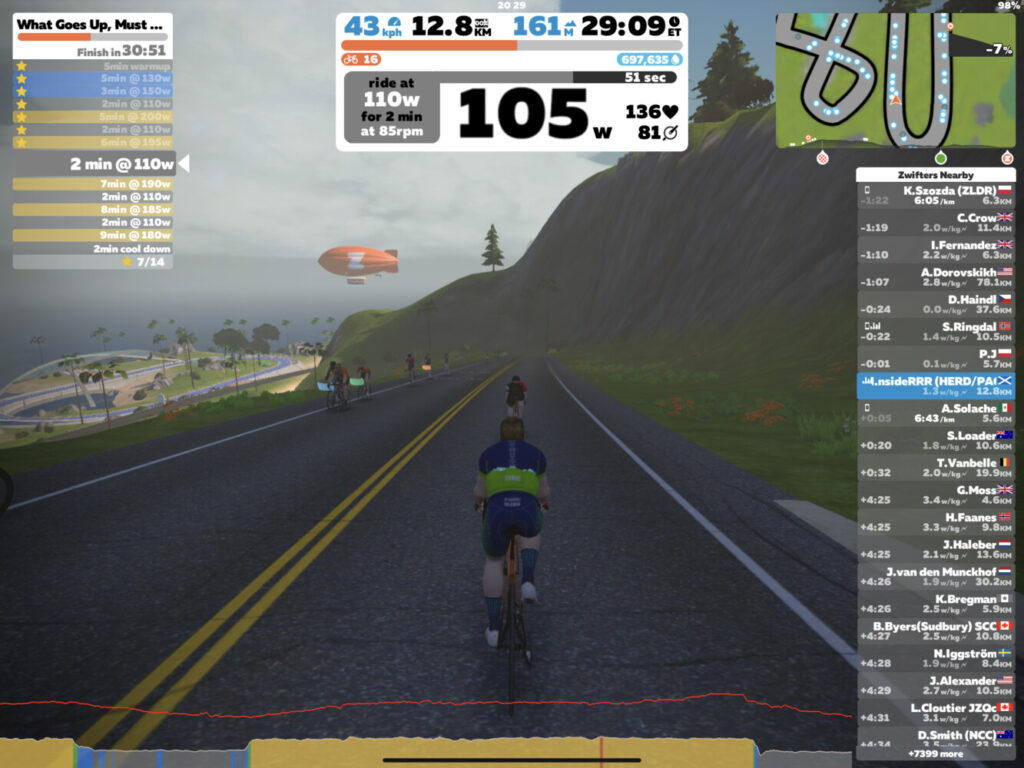 20 29
98%
What Goes Up, Must ...
Finish in 30:51
5min warmup
5min @ 130w
3min @ 150w
2min @ 110w
5min @ 200w
2min @ 110w
6min @ 195w
2 min @ 110w
7min @ 190w
2min @ 110w
8min @ 185w
2min @ 110w
9min @ 180w
2min cool down
7/14
43 kph 12.8 KM 161 M 29:09 ET
16
697,635
51 sec
ride at
110w
for 2 min
at 85rpm
105 w
136
81
-7%
Zwifters Nearby
K.Szozda (ZLDR)
-1:22 6:05/km 6.3KM
C.Crow
-1:19 2.0w/kg 11.4KM
I.Fernandez
-1:10 2.2w/kg 6.3KM
A.Dorovskikh
-1:07 2.8w/kg 78.1KM
D.Haindl
-0:24 0.0w/kg 37.6KM
S.Ringdal
-0:22 1.4w/kg 10.5KM
P.J
-0:01 0.1w/kg 5.7KM
I.nsideRRR (HERD/PA
1.3w/kg 12.8KM
A.Solache
+0:05 6:43/km 5.6KM
S.Loader
+0:20 1.8w/kg 10.6KM
T.Vanbelle
+0:32 2.0w/kg 19.9KM
G.Moss
+4:25 3.4w/kg 4.6KM
H.Faanes
+4:25 3.3w/kg 9.8KM
J.Haleber
+4:25 2.1w/kg 13.6KM
J.van den Munckhof
+4:26 1.9w/kg 30.2KM
K.Bregman
+4:26 2.5w/kg 5.9KM
B.Byers(Sudbury) SCC
+4:27 2.5w/kg 10.8KM
N.Iggström
+4:28 1.9w/kg 8.4KM
J.Alexander
+4:29 2.7w/kg 10.5KM
L.Cloutier JZQc
+4:31 3.1w/kg 7.0KM
D.Smith (NCC)
+4:34 3.5w/kg 23.9KM
+7399 more